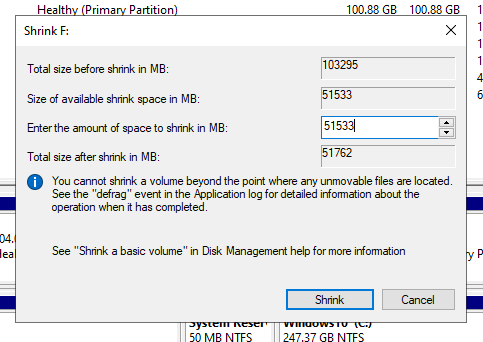 Healthy (Primary Partition) 100.88 GB 100.88 GB
Shrink F:
Total size before shrink in MB: 103295
Size of available shrink space in MB: 51533
Enter the amount of space to shrink in MB: 51533
Total size after shrink in MB: 51762
You cannot shrink a volume beyond the point where any unmovable files are located.
See the "defrag" event in the Application log for detailed information about the
operation when it has completed.
04.0
See "Shrink a basic volume" in Disk Management help for more information
ry P
Shrink Cancel
System Reser Windows10 (C:)
50 MB NTFS 247.37 GB NTFS